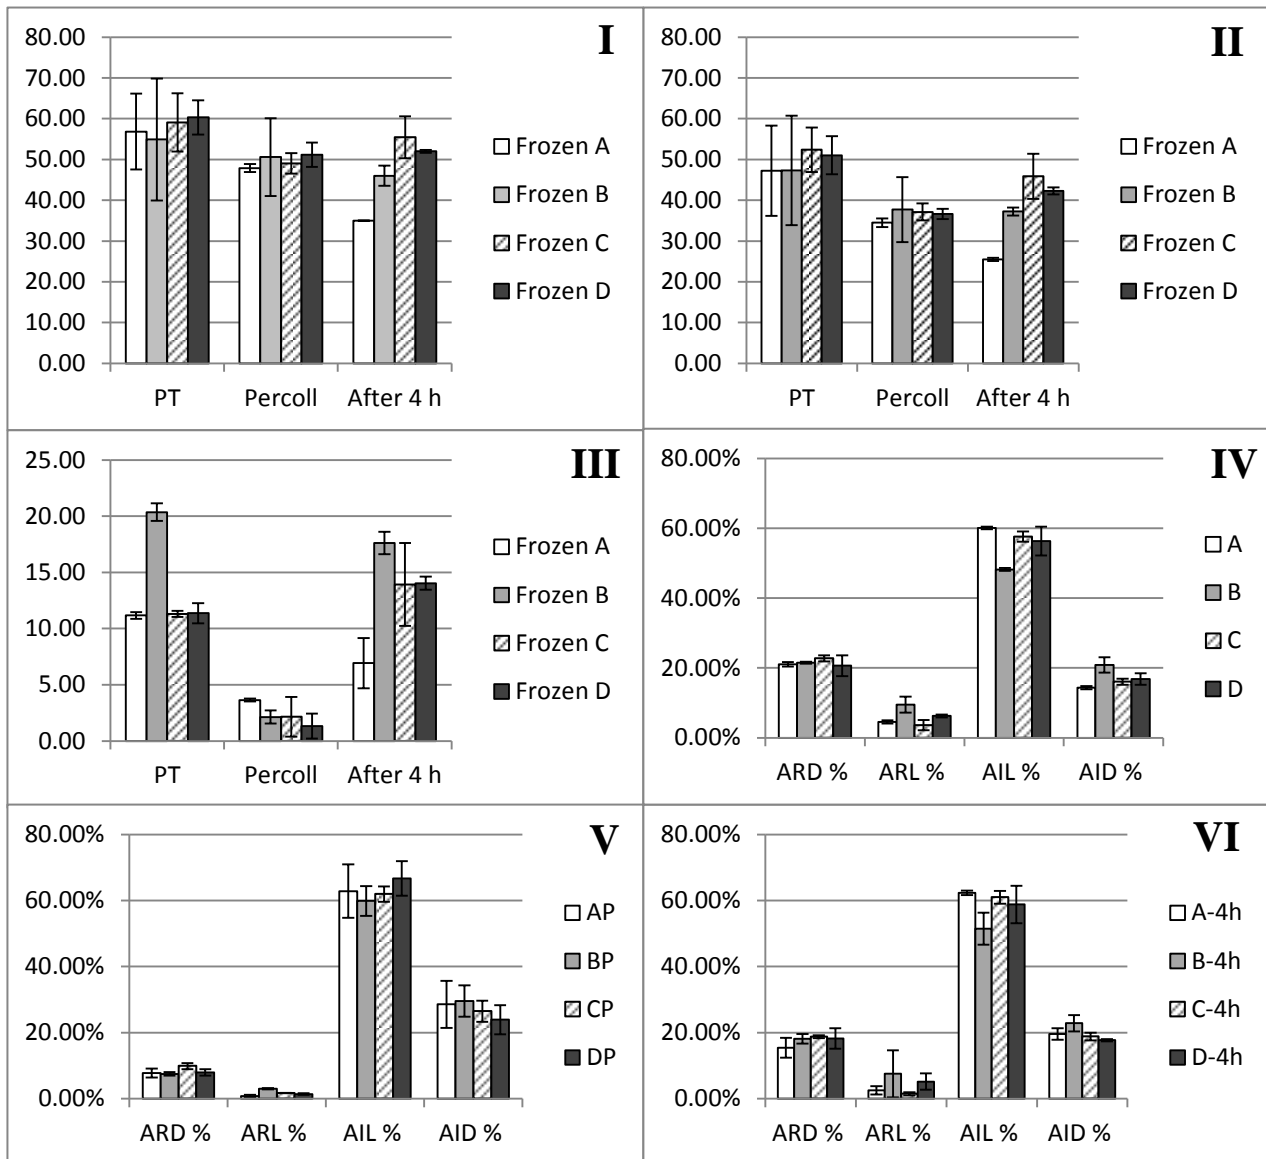 I
80.00
70.00
60.00
50.00
40.00
30.00
20.00
10.00
0.00
PT Percoll After 4 h
Frozen A
Frozen B
Frozen C
Frozen D
II
80.00
70.00
60.00
50.00
40.00
30.00
20.00
10.00
0.00
PT Percoll After 4 h
Frozen A
Frozen B
Frozen C
Frozen D
III
25.00
20.00
15.00
10.00
5.00
0.00
PT Percoll After 4 h
Frozen A
Frozen B
Frozen C
Frozen D
IV
80.00%
60.00%
40.00%
20.00%
0.00%
ARD % ARL % AIL % AID %
A
B
C
D
V
80.00%
60.00%
40.00%
20.00%
0.00%
ARD % ARL % AIL % AID %
AP
BP
CP
DP
VI
80.00%
60.00%
40.00%
20.00%
0.00%
ARD % ARL % AIL % AID %
A-4h
B-4h
C-4h
D-4h